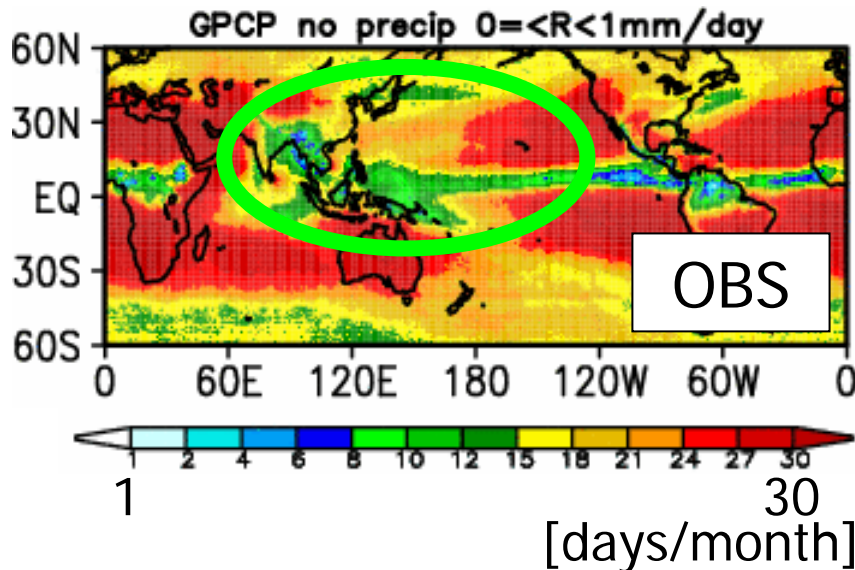 GPCP no precip 0=<R<1mm/day
60N
30N
EQ
30S
60S
OBS
0 60E 120E 180 120W 60W 0
1 2 4 6 8 10 12 15 18 21 24 27 30
1 30
[days/month]